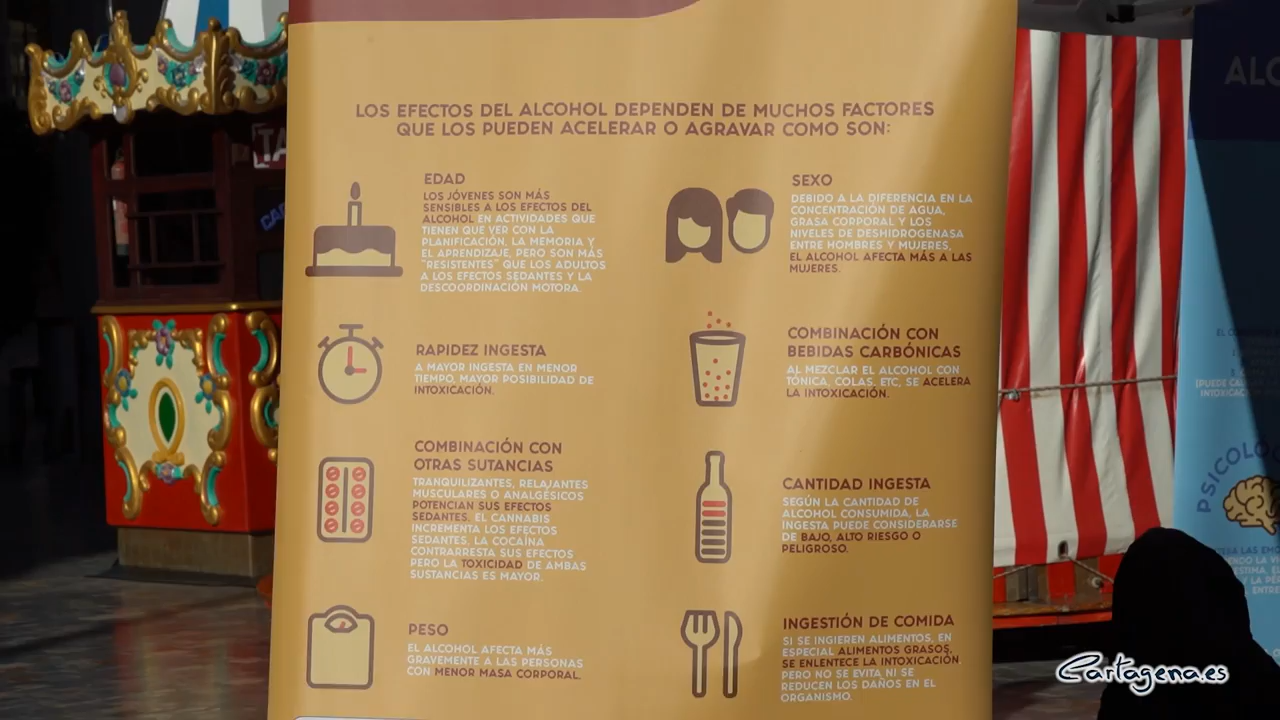 LOS EFECTOS DEL ALCOHOL DEPENDEN DE MUCHOS FACTORES
QUE LOS PUEDEN ACELERAR O AGRAVAR COMO SON:
EDAD
LOS JÓVENES SON MÁS
SENSIBLES A LOS EFECTOS DEL
ALCOHOL EN ACTIVIDADES QUE
TIENEN QUE VER CON LA
PLANIFICACIÓN, LA MEMORIA Y
EL APRENDIZAJE, PERO SON MÁS
"RESISTENTES" QUE LOS ADULTOS
A LOS EFECTOS SEDANTES Y LA
DESCOORDINACIÓN MOTORA.
SEXO
DEBIDO A LA DIFERENCIA EN LA
CONCENTRACIÓN DE AGUA,
GRASA CORPORAL Y LOS
NIVELES DE DESHIDROGENASA
ENTRE HOMBRES Y MUJERES,
EL ALCOHOL AFECTA MÁS A LAS
MUJERES.
RAPIDEZ INGESTA
A MAYOR INGESTA EN MENOR
TIEMPO, MAYOR POSIBILIDAD DE
INTOXICACIÓN.
COMBINACIÓN CON
BEBIDAS CARBÓNICAS
AL MEZCLAR EL ALCOHOL CON
TÓNICA, COLAS, ETC, SE ACELERA
LA INTOXICACIÓN.
COMBINACIÓN CON
OTRAS SUTANCIAS
TRANQUILIZANTES, RELAJANTES
MUSCULARES O ANALGÉSICOS
POTENCIAN SUS EFECTOS
SEDANTES. EL CANNABIS
INCREMENTA LOS EFECTOS
SEDANTES. LA COCAÍNA
CONTRARRESTA SUS EFECTOS
PERO LA TOXICIDAD DE AMBAS
SUSTANCIAS ES MAYOR.
CANTIDAD INGESTA
SEGÚN LA CANTIDAD DE
ALCOHOL CONSUMIDA, LA
INGESTA PUEDE CONSIDERARSE
DE BAJO, ALTO RIESGO O
PELIGROSO.
PESO
EL ALCOHOL AFECTA MÁS
GRAVEMENTE A LAS PERSONAS
CON MENOR MASA CORPORAL.
INGESTIÓN DE COMIDA
SI SE INGIEREN ALIMENTOS, EN
ESPECIAL ALIMENTOS GRASOS,
SE ENLENTECE LA INTOXICACIÓN,
PERO NO SE EVITA NI SE
REDUCEN LOS DAÑOS EN EL
ORGANISMO.
Cartagena.es